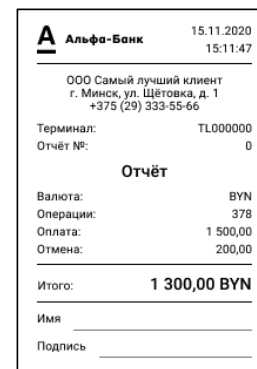 А Альфа-Банк 15.11.2020
15:11:47
ООО Самый лучший клиент
г. Минск, ул. Щётовка, д. 1
+375 (29) 333-55-66
Терминал: TL000000
Отчёт №: 0
Отчёт
Валюта: BYN
Операции: 378
Оплата: 1 500,00
Отмена: 200,00
Итого: 1 300,00 BYN
Имя
Подпись